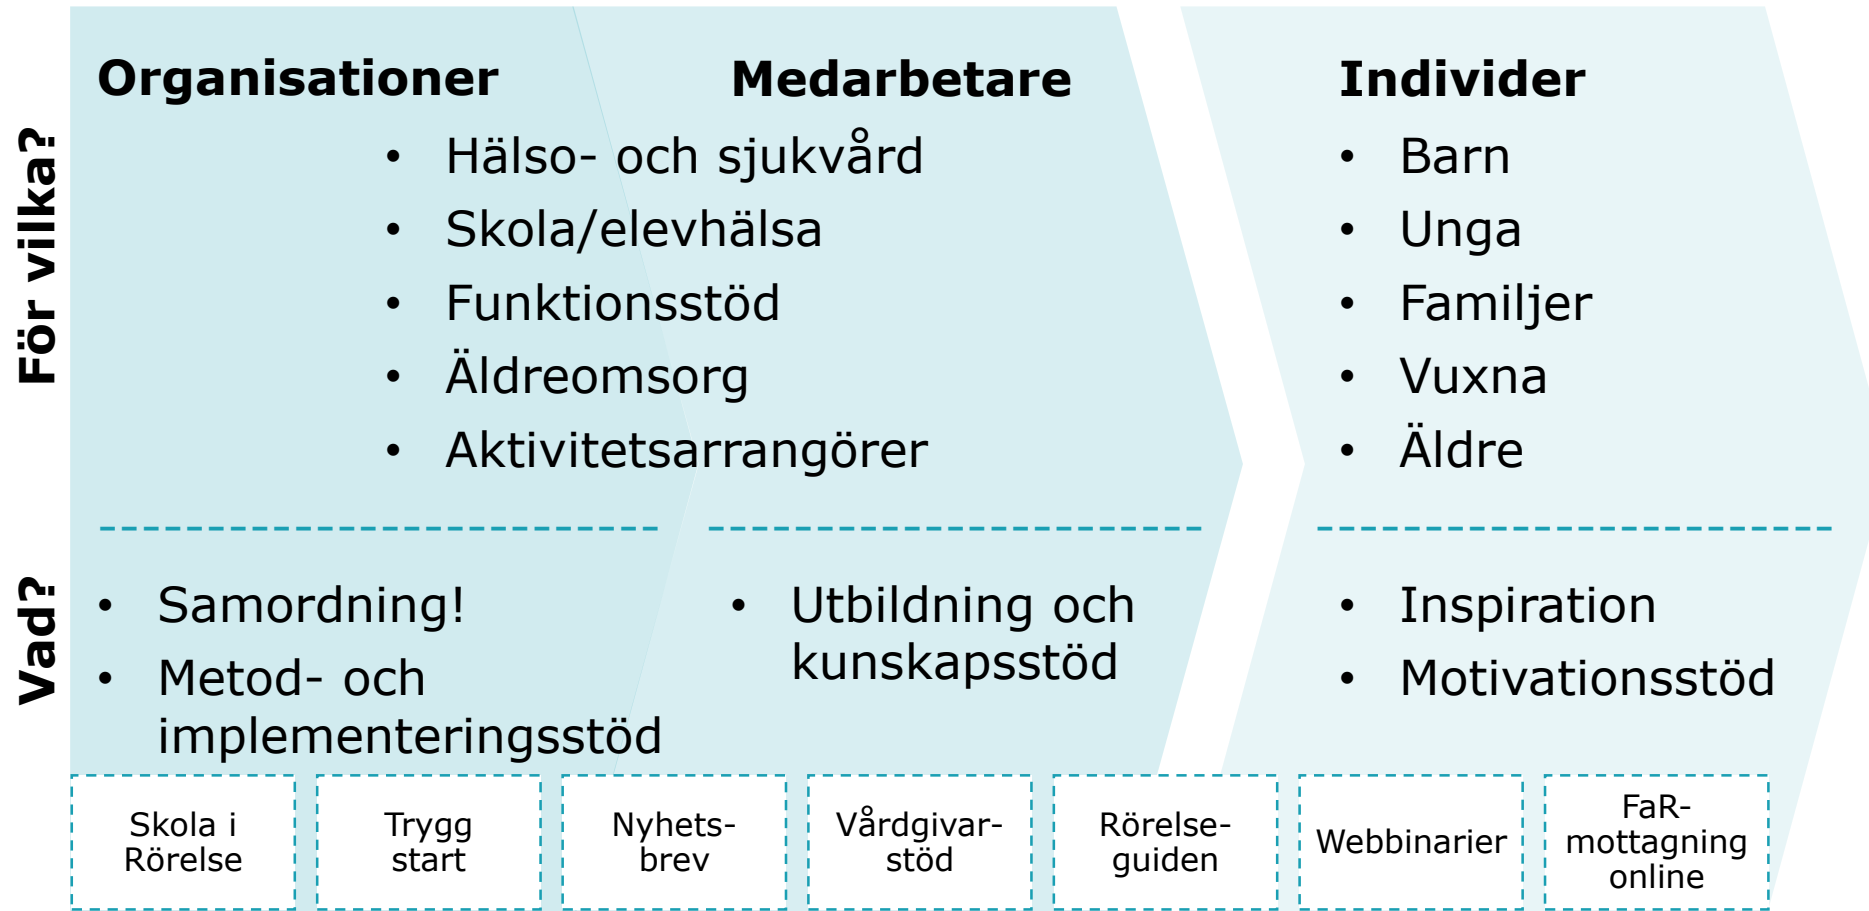 För vilka?
Organisationer
Medarbetare
• Hälso- och sjukvård
• Skola/elevhälsa
• Funktionsstöd
• Äldreomsorg
• Aktivitetsarrangörer
Individer
• Barn
• Unga
• Familjer
• Vuxna
• Äldre
Vad?
• Samordning!
• Metod- och
implementeringsstöd
• Utbildning och
kunskapsstöd
• Inspiration
• Motivationsstöd
Skola i
Rörelse
Trygg
start
Nyhets-
brev
Vårdgivar-
stöd
Rörelse-
guiden
Webbinarier
FaR-
mottagning
online